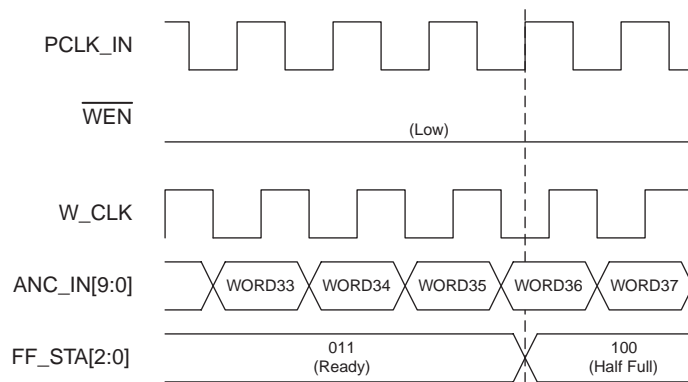 PCLK_IN
WEN
(Low)
W_CLK
ANC_IN[9:0]
WORD33
WORD34
WORD35
WORD36
WORD37
FF_STA[2:0]
011
(Ready)
100
(Half Full)